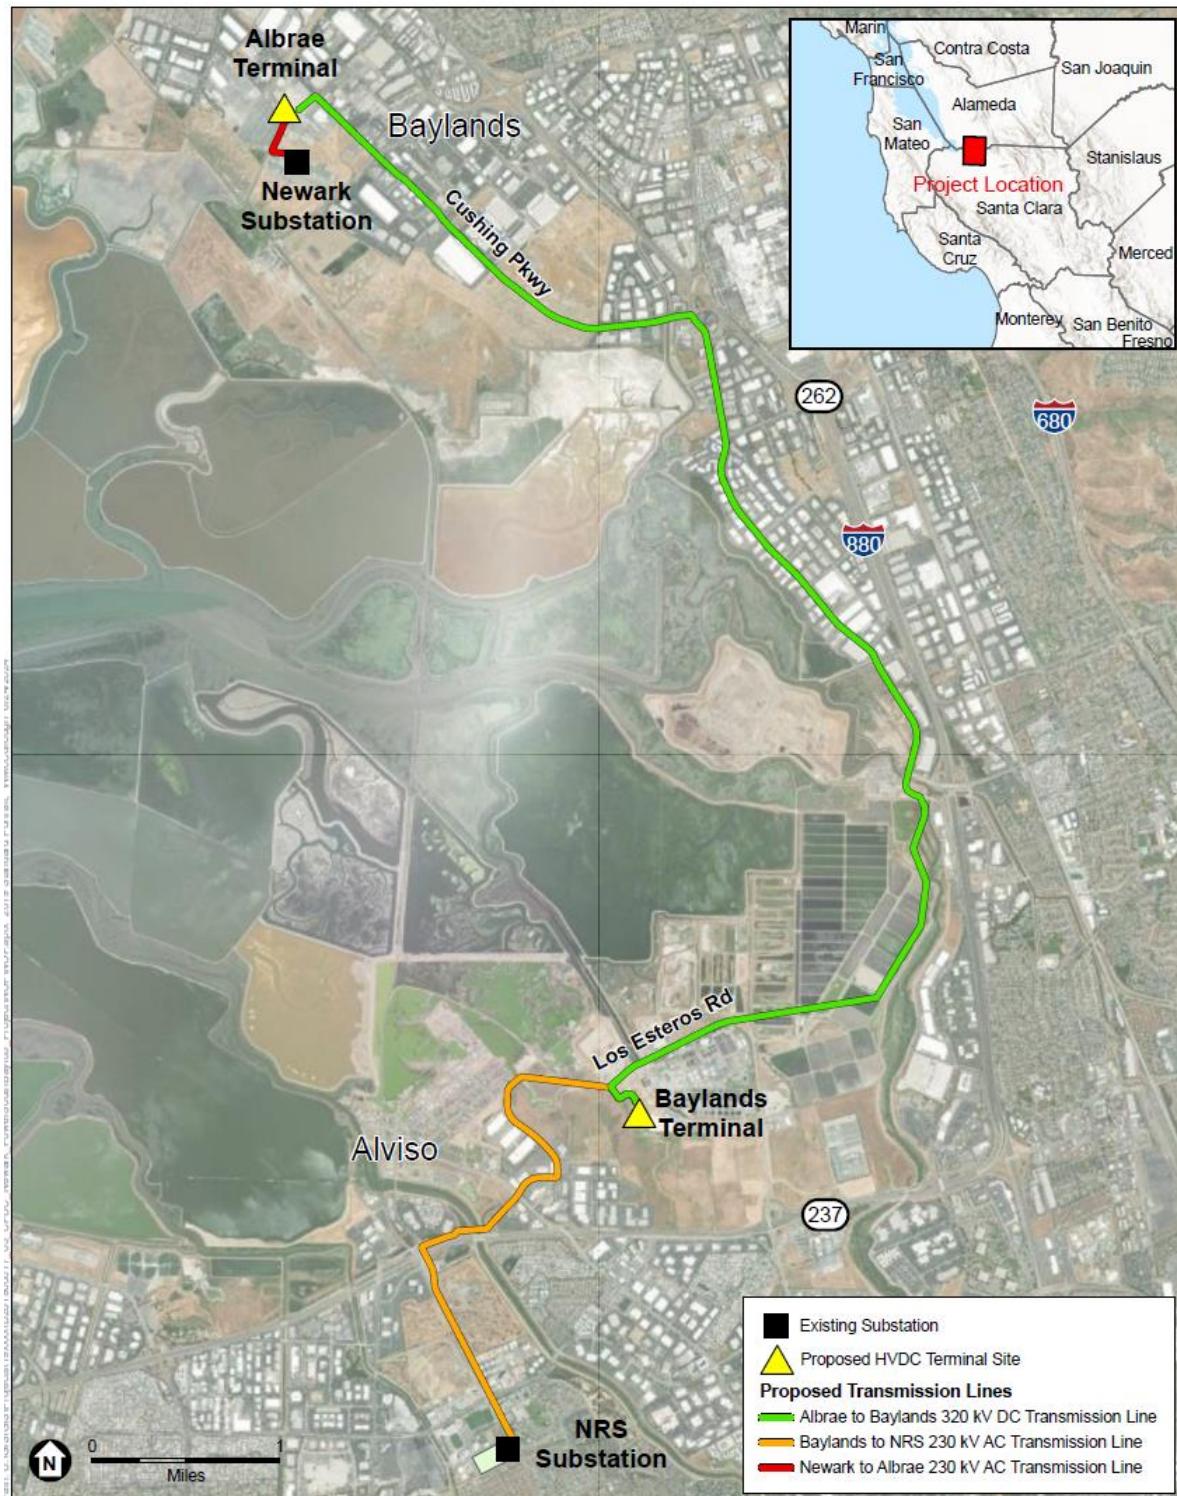 Albrae
Terminal
Baylands
Newark
Substation
Cushing Pkwy
Marin
Contra Costa
San
Francisco
San Joaquin
Alameda
San
Mateo
Stanislaus
Project Location
Santa Clara
Santa
Cruz
Merced
Monterey
San Benito
Fresno
262
680
880
Los Esteros Rd
Baylands
Terminal
Alviso
237
NRS
Substation
N
0 1
Miles
Existing Substation
Proposed HVDC Terminal Site
Proposed Transmission Lines
Albrae to Baylands 320 kV DC Transmission Line
Baylands to NRS 230 kV AC Transmission Line
Newark to Albrae 230 kV AC Transmission Line